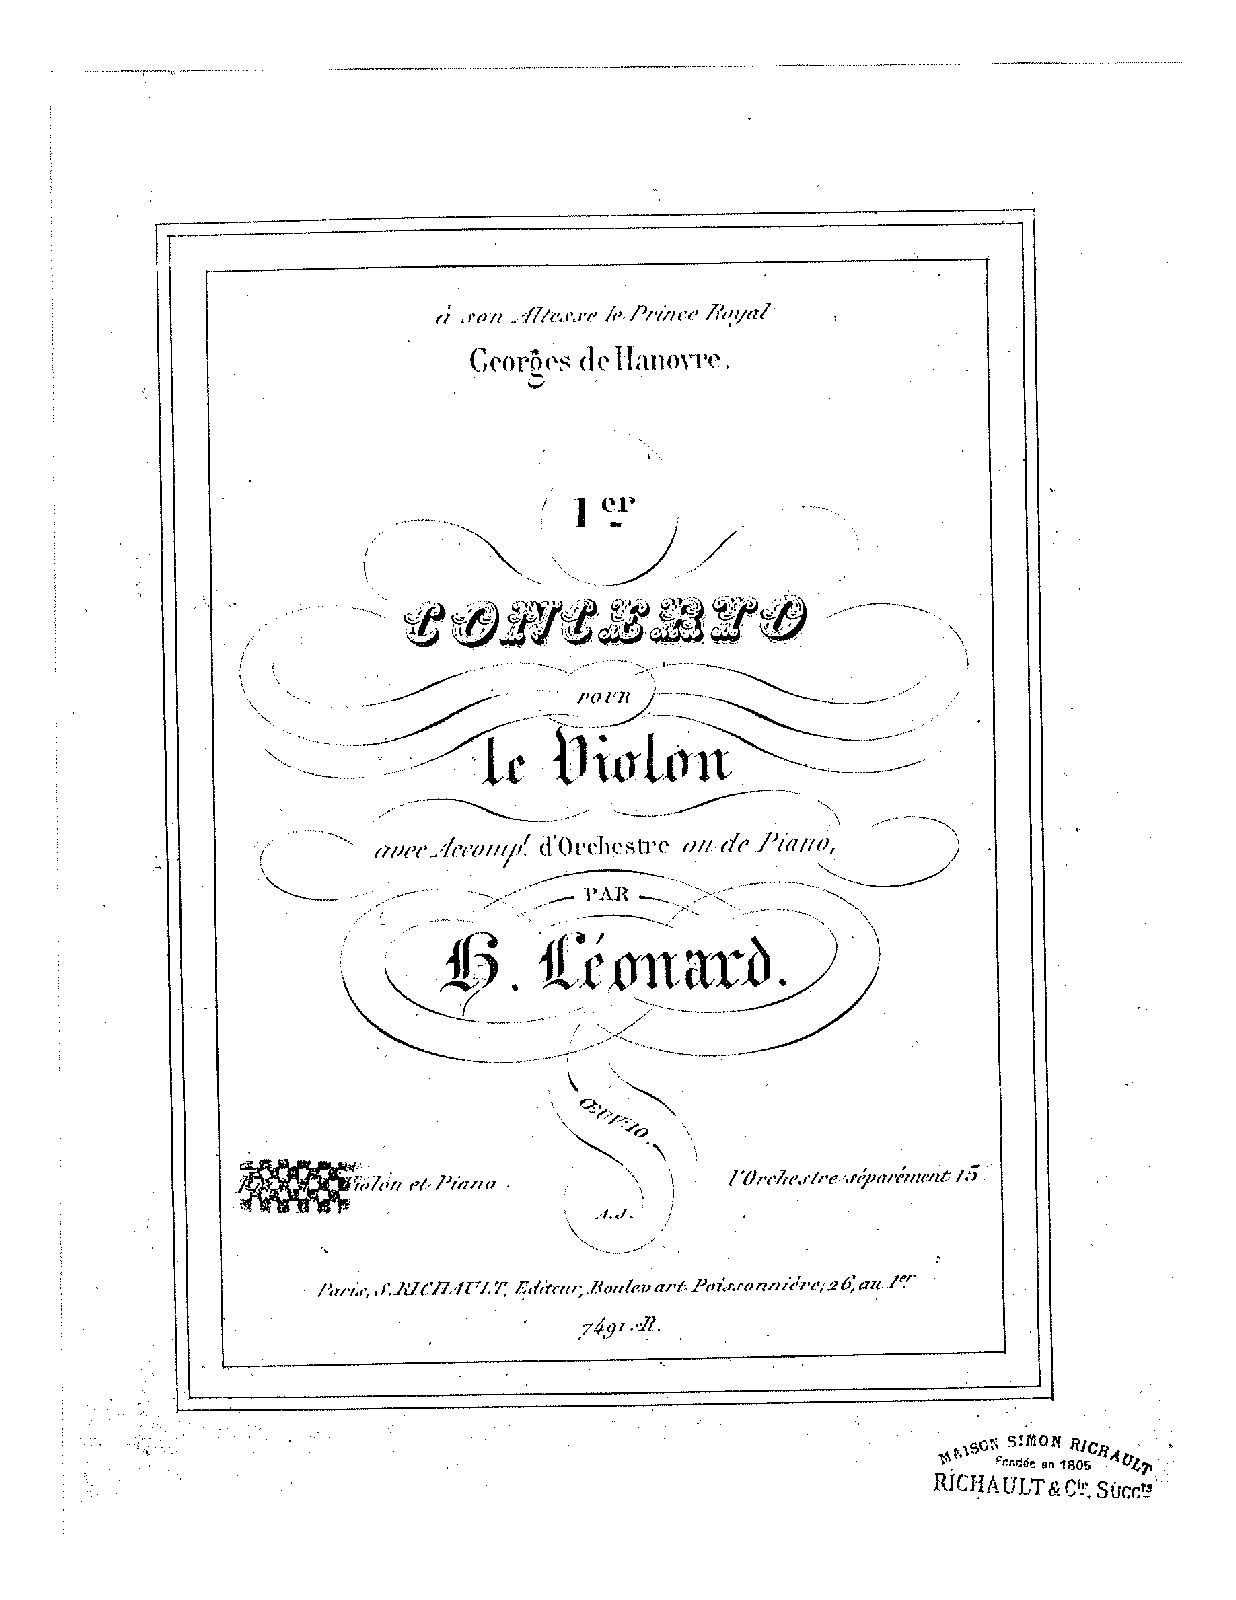 à son Altesse le Prince Royal
Georges de Hanovre.
1er
CONCERTO
POUR
le Violon
avec Accompt. d'Orchestre ou de Piano,
PAR
H. Léonard.
ŒUV: 10.
Violon et Piano.
l'Orchestre séparément 15
A.J.
Paris, S. RICHAULT, Editeur, Boulevart Poissonnière, 26, au 1er
7491. R.
MAISON SIMON RICHAULT
Fondée en 1805
RICHAULT & Cie, Succrs